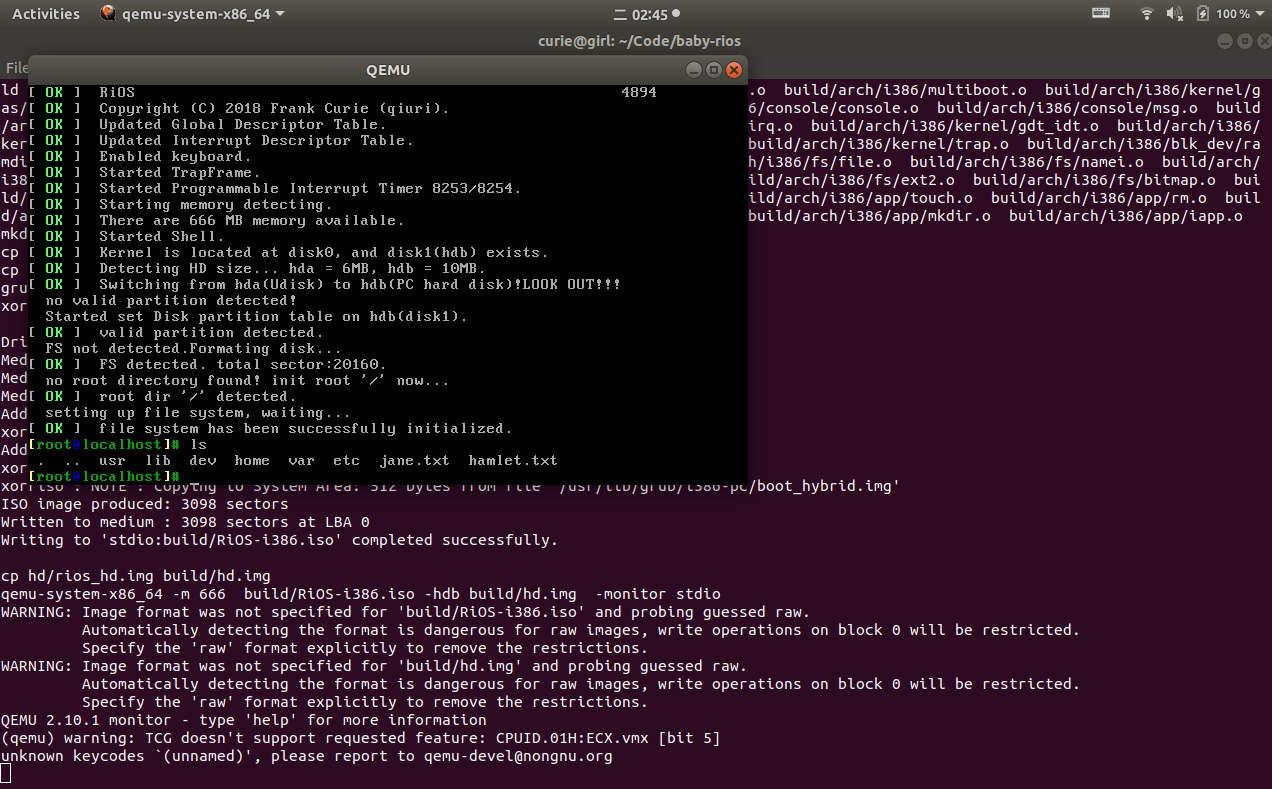 Activities qemu-system-x86_64 二 02:45 100 %
curie@girl: ~/Code/baby-rios
File
QEMU
[ OK ] RiOS 4894
[ OK ] Copyright (C) 2018 Frank Curie (qiuri).
[ OK ] Updated Global Descriptor Table.
[ OK ] Updated Interrupt Descriptor Table.
[ OK ] Enabled keyboard.
[ OK ] Started TrapFrame.
[ OK ] Started Programmable Interrupt Timer 8253/8254.
[ OK ] Starting memory detecting.
[ OK ] There are 666 MB memory available.
[ OK ] Started Shell.
[ OK ] Kernel is located at disk0, and disk1(hdb) exists.
[ OK ] Detecting HD size... hda = 6MB, hdb = 10MB.
[ OK ] Switching from hda(Udisk) to hdb(PC hard disk)!LOOK OUT!!!
no valid partition detected!
Started set Disk partition table on hdb(disk1).
[ OK ] valid partition detected.
FS not detected.Formating disk...
[ OK ] FS detected. total sector:20160.
no root directory found! init root '/' now...
[ OK ] root dir '/' detected.
setting up file system, waiting...
[ OK ] file system has been successfully initialized.
[root@localhost]# ls
. .. usr lib dev home var etc jane.txt hamlet.txt
[root@localhost]#
ld
as/
/ar
ker
mdi
i38
ld/
d/a
mkd
cp
cp
gru
xor
Dri
Med
Med
Med
Add
xor
Add
xor
.o build/arch/i386/multiboot.o build/arch/i386/kernel/g
6/console/console.o build/arch/i386/console/msg.o build
irq.o build/arch/i386/kernel/gdt_idt.o build/arch/i386/
build/arch/i386/kernel/trap.o build/arch/i386/blk_dev/ra
h/i386/fs/file.o build/arch/i386/fs/namei.o build/arch/
ild/arch/i386/fs/ext2.o build/arch/i386/fs/bitmap.o bui
ild/arch/i386/app/touch.o build/arch/i386/app/rm.o buil
build/arch/i386/app/mkdir.o build/arch/i386/app/iapp.o
xorriso : NOTE : Copying to System Area: 512 bytes from file '/usr/lib/grub/i386-pc/boot_hybrid.img'
ISO image produced: 3098 sectors
Written to medium : 3098 sectors at LBA 0
Writing to 'stdio:build/RiOS-i386.iso' completed successfully.
cp hd/rios_hd.img build/hd.img
qemu-system-x86_64 -m 666 build/RiOS-i386.iso -hdb build/hd.img -monitor stdio
WARNING: Image format was not specified for 'build/RiOS-i386.iso' and probing guessed raw.
Automatically detecting the format is dangerous for raw images, write operations on block 0 will be restricted.
Specify the 'raw' format explicitly to remove the restrictions.
WARNING: Image format was not specified for 'build/hd.img' and probing guessed raw.
Automatically detecting the format is dangerous for raw images, write operations on block 0 will be restricted.
Specify the 'raw' format explicitly to remove the restrictions.
QEMU 2.10.1 monitor - type 'help' for more information
(qemu) warning: TCG doesn't support requested feature: CPUID.01H:ECX.vmx [bit 5]
unknown keycodes `(unnamed)', please report to qemu-devel@nongnu.org